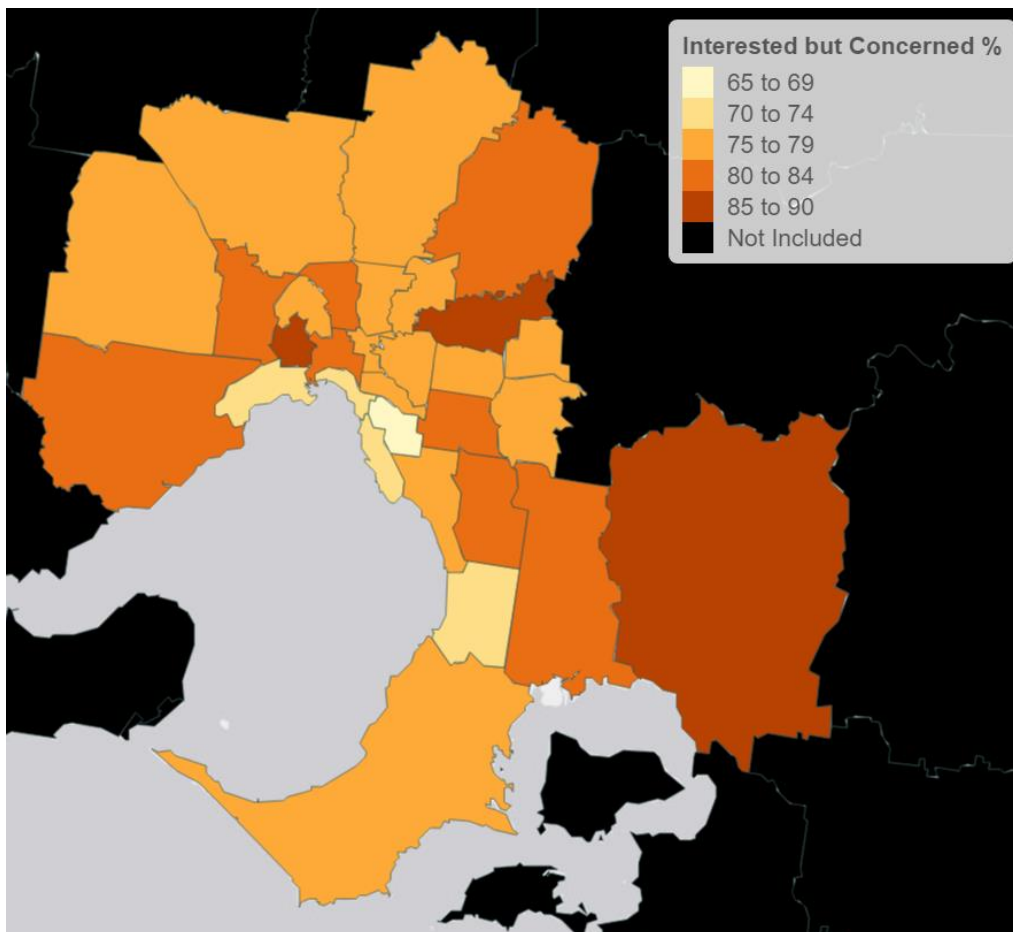 Interested but Concerned %
65 to 69
70 to 74
75 to 79
80 to 84
85 to 90
Not Included